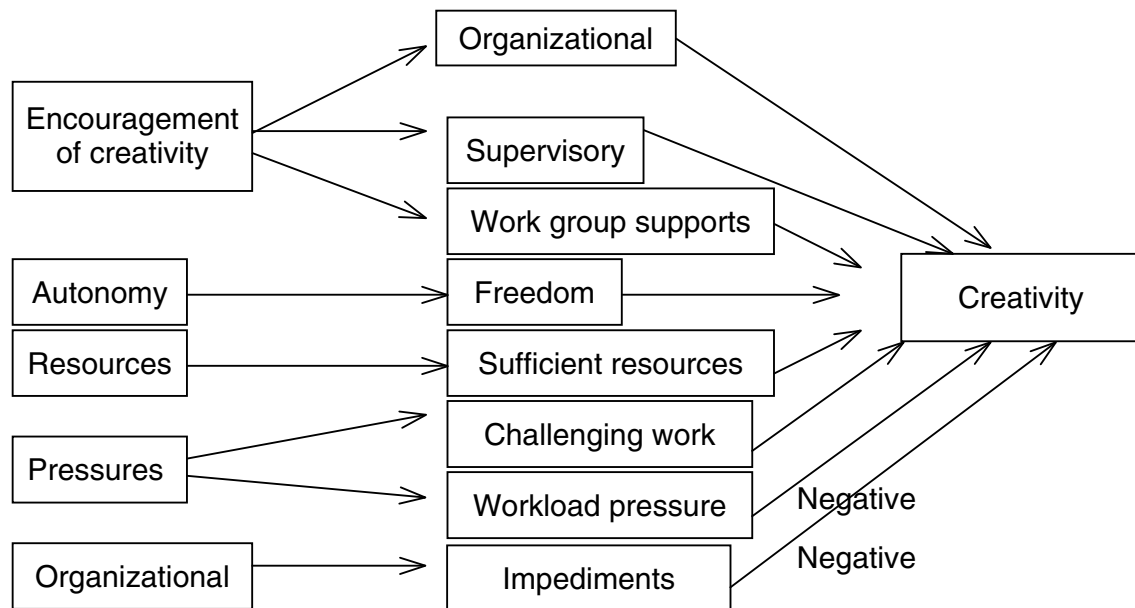 Organizational
Encouragement
of creativity
Supervisory
Work group supports
Autonomy
Freedom
Creativity
Resources
Sufficient resources
Challenging work
Pressures
Workload pressure
Negative
Organizational
Impediments
Negative